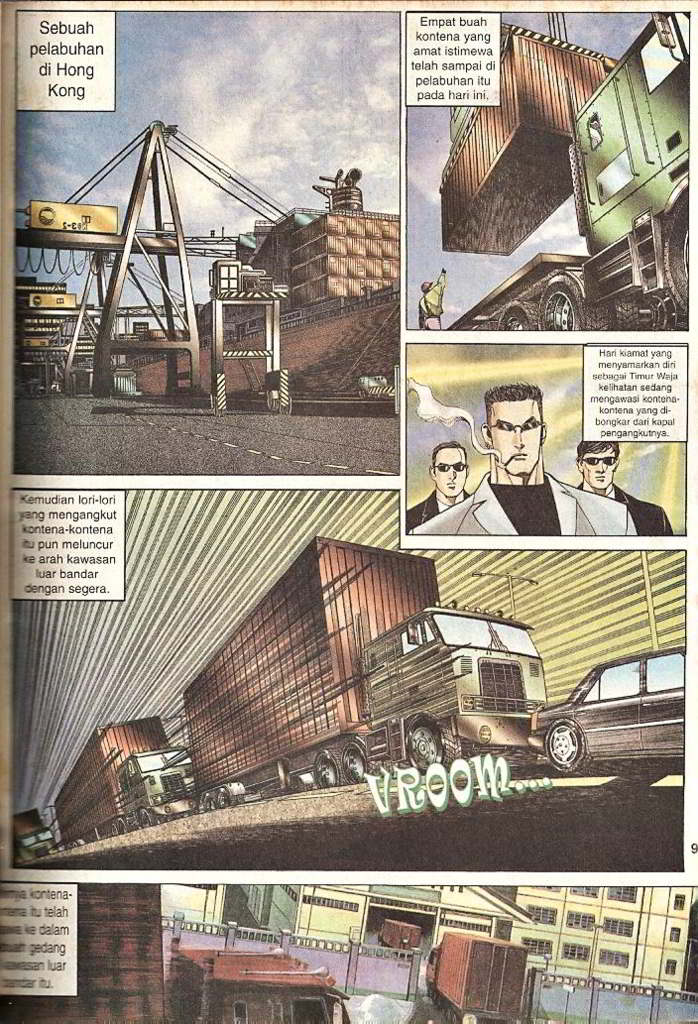 Sebuah
pelabuhan
di Hong
Kong
Empat buah
kontena yang
amat istimewa
telah sampai di
pelabuhan itu
pada hari ini.
Hari kiamat yang
menyamarkan diri
sebagai Timur Waja
kelihatan sedang
mengawasi kontena-
kontena yang di-
bongkar dari kapal
pengangkutnya.
Kemudian lori-lori
yang mengangkut
kontena-kontena
itu pun meluncur
ke arah kawasan
luar bandar
dengan segera.
VROOM...
9
kontena-
itu telah
ke dalam
gedang
kawasan luar
bandar itu.